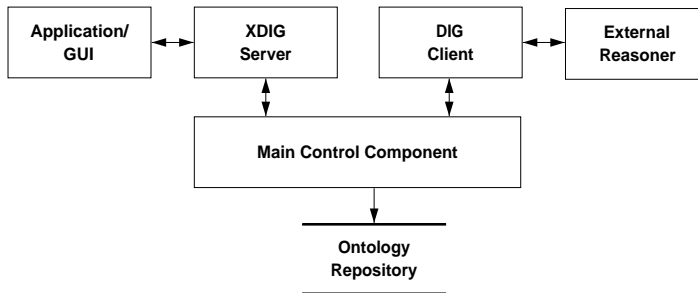 Application/
GUI
XDIG
Server
DIG
Client
External
Reasoner
Main Control Component
Ontology
Repository